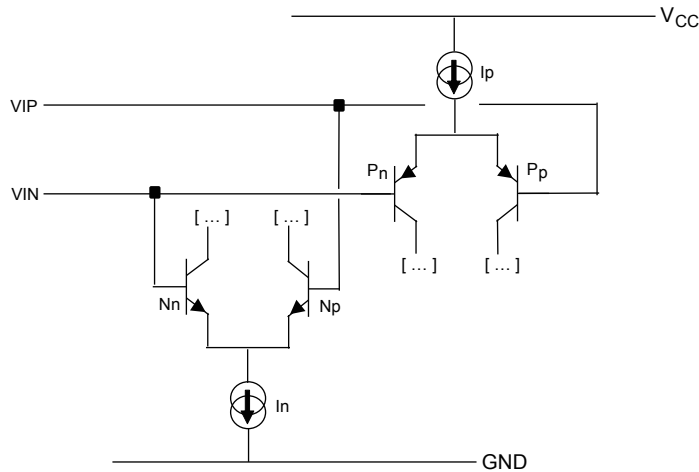 VCC
Ip
VIP
Pn
Pp
VIN
[ ... ]
[ ... ]
[ ... ]
[ ... ]
Nn
Np
In
GND